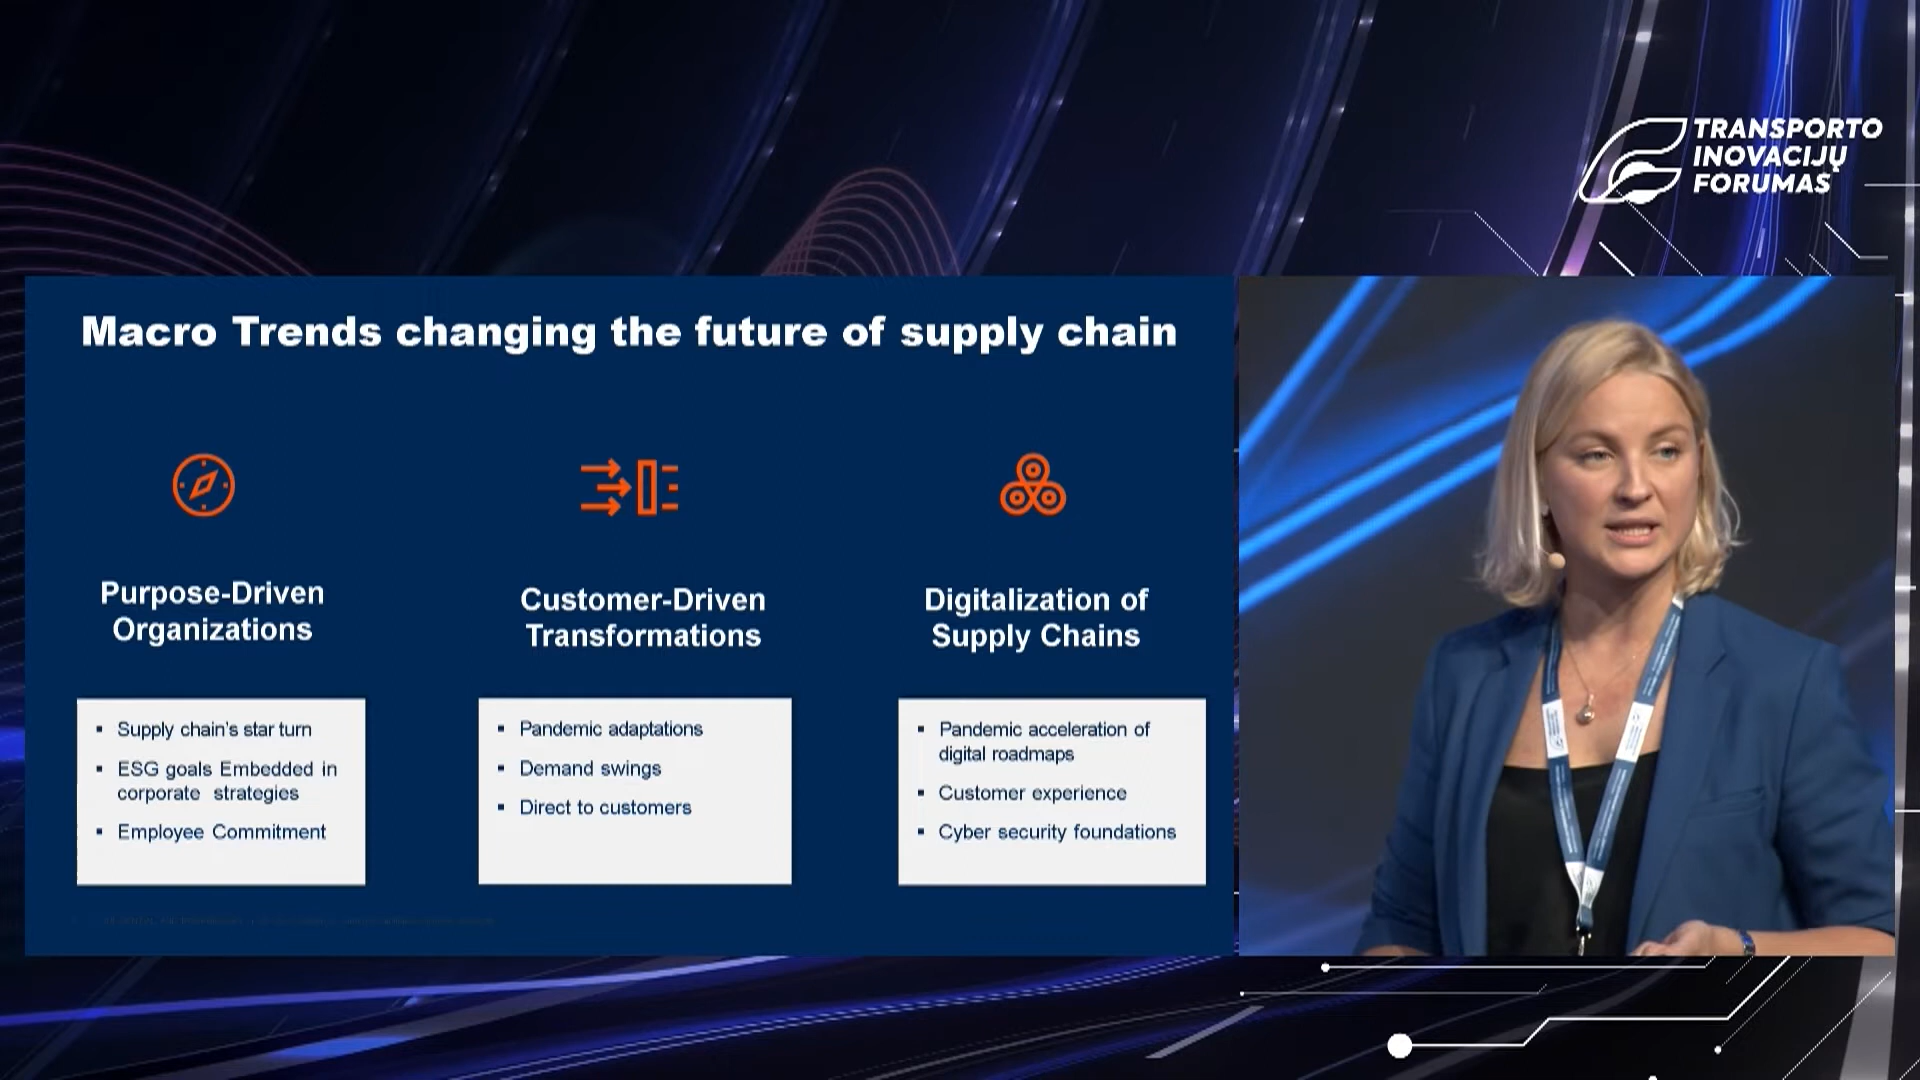 TRANSPORTO
INOVACIJŲ
FORUMAS
Macro Trends changing the future of supply chain
Purpose-Driven
Organizations
Supply chain's star turn
ESG goals Embedded in
corporate strategies
Employee Commitment
Customer-Driven
Transformations
Pandemic adaptations
Demand swings
Direct to customers
Digitalization of
Supply Chains
Pandemic acceleration of
digital roadmaps
Customer experience
Cyber security foundations